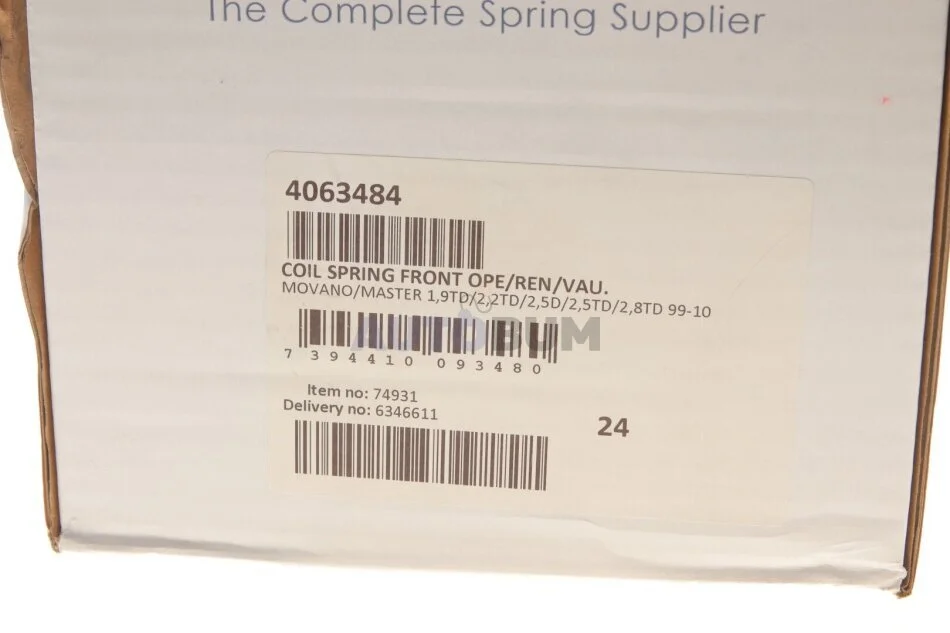 The Complete Spring Supplier
4063484
COIL SPRING FRONT OPE/REN/VAU.
MOVANO/MASTER 1,9TD/2,2TD/2,5D/2,5TD/2,8TD 99-10
AUTOBUM
7 394410 093480
Item no: 74931
Delivery no: 6346611
24